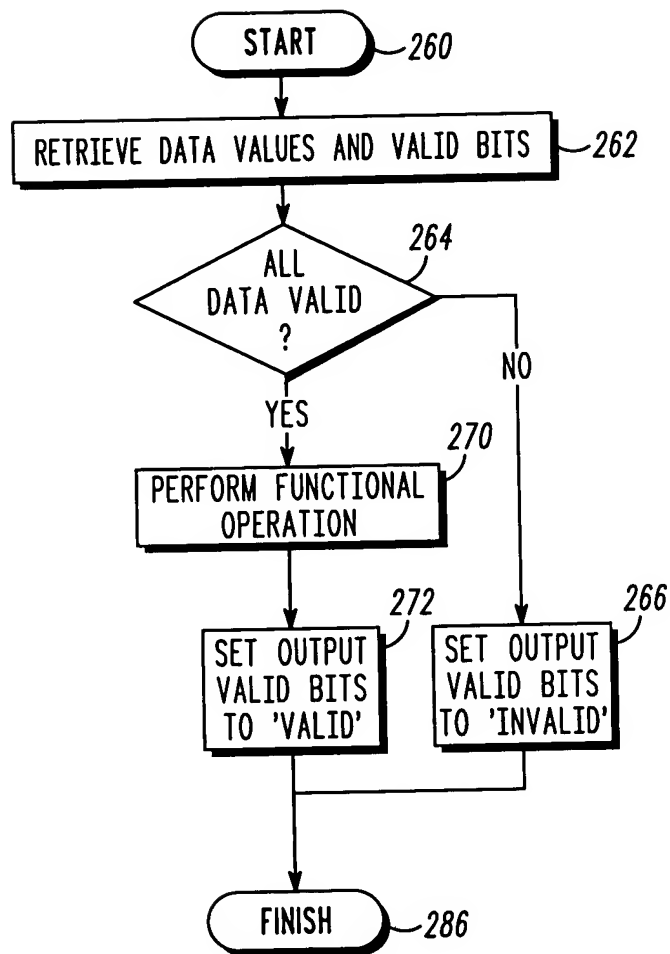 START
260
RETRIEVE DATA VALUES AND VALID BITS
262
264
ALL
DATA VALID
?
NO
YES
270
PERFORM FUNCTIONAL
OPERATION
272
SET OUTPUT
VALID BITS
TO 'VALID'
266
SET OUTPUT
VALID BITS
TO 'INVALID'
FINISH
286